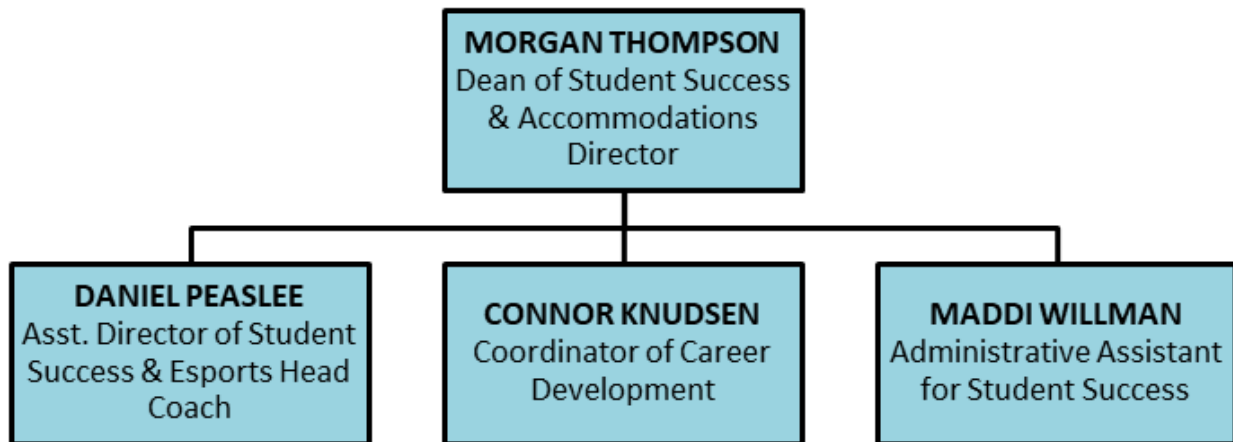 MORGAN THOMPSON
Dean of Student Success
& Accommodations
Director
DANIEL PEASLEE
Asst. Director of Student
Success & Esports Head
Coach
CONNOR KNUDSEN
Coordinator of Career
Development
MADDI WILLMAN
Administrative Assistant
for Student Success